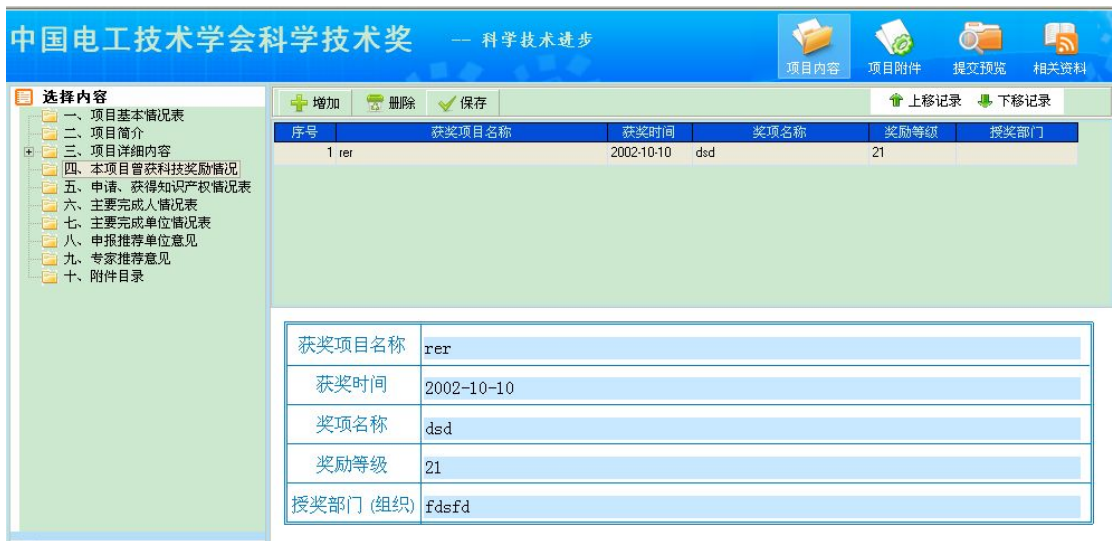 中国电工技术学会科学技术奖 -- 科学技术进步
项目内容 项目附件 提交预览 相关资料
选择内容
一、项目基本情况表
二、项目简介
三、项目详细内容
四、本项目曾获科技奖励情况
五、申请、获得知识产权情况表
六、主要完成人情况表
七、主要完成单位情况表
八、申报推荐单位意见
九、专家推荐意见
十、附件目录
增加 删除 保存 上移记录 下移记录
序号 获奖项目名称 获奖时间 奖项名称 奖励等级 授奖部门
1 rer 2002-10-10 dsd 21
获奖项目名称 rer
获奖时间 2002-10-10
奖项名称 dsd
奖励等级 21
授奖部门 (组织) fdsfd